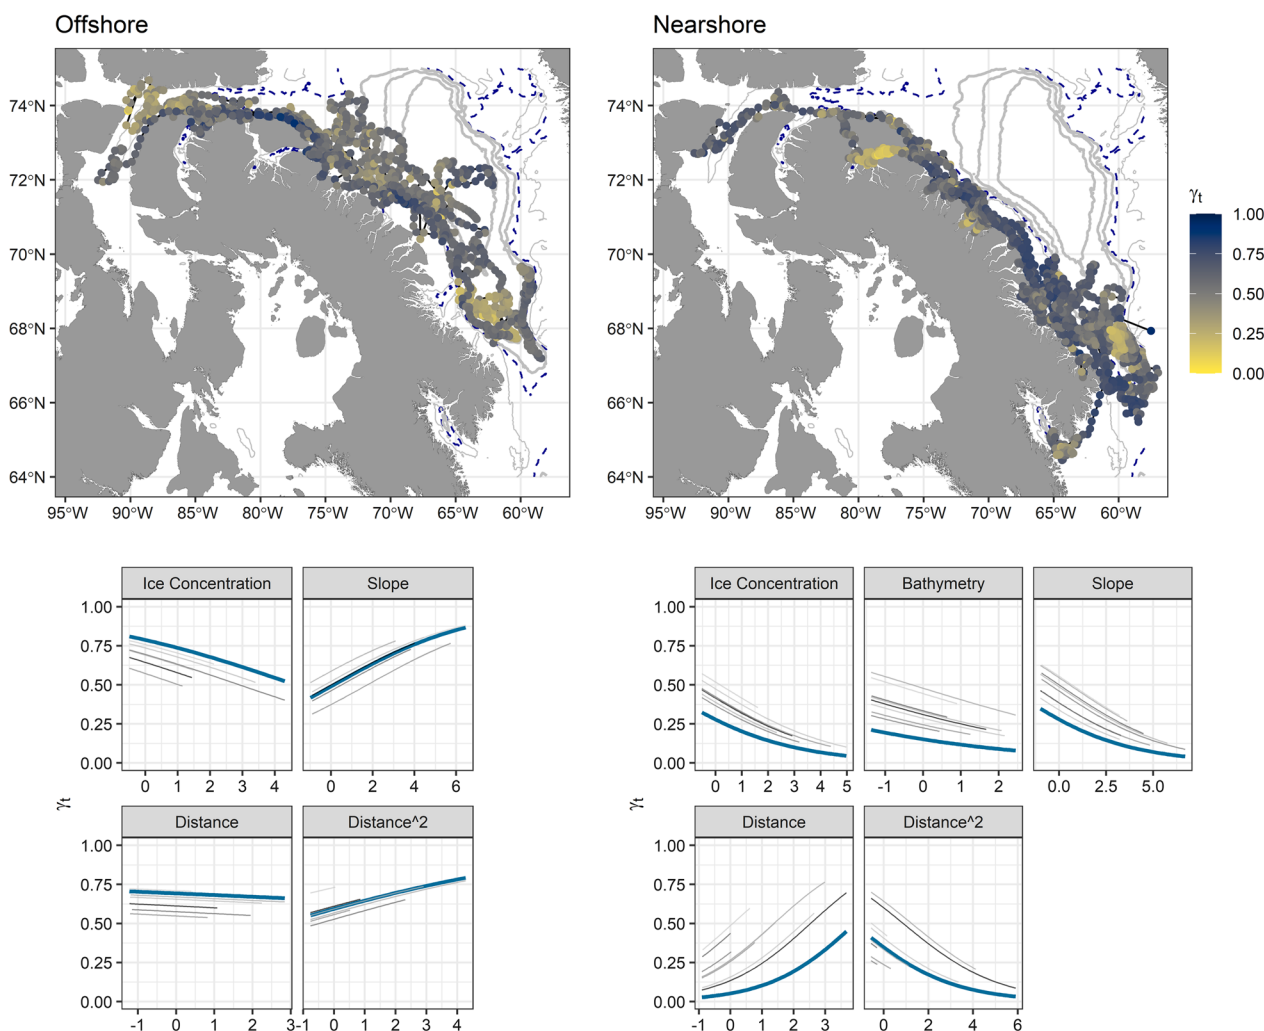 Offshore
Nearshore
74°N
72°N
70°N
68°N
66°N
64°N
95°W 90°W 85°W 80°W 75°W 70°W 65°W 60°W
74°N
72°N
70°N
68°N
66°N
64°N
95°W 90°W 85°W 80°W 75°W 70°W 65°W 60°W
γt
1.00
0.75
0.50
0.25
0.00
Ice Concentration Slope
1.00
0.75
0.50
0.25
0.00
0 1 2 3 4 0 2 4 6
γt
Distance Distance^2
1.00
0.75
0.50
0.25
0.00
-1 0 1 2 3 -1 0 1 2 3 4
Ice Concentration Bathymetry Slope
1.00
0.75
0.50
0.25
0.00
0 1 2 3 4 5 -1 0 1 2 0.0 2.5 5.0
γt
Distance Distance^2
1.00
0.75
0.50
0.25
0.00
-1 0 1 2 3 0 2 4 6